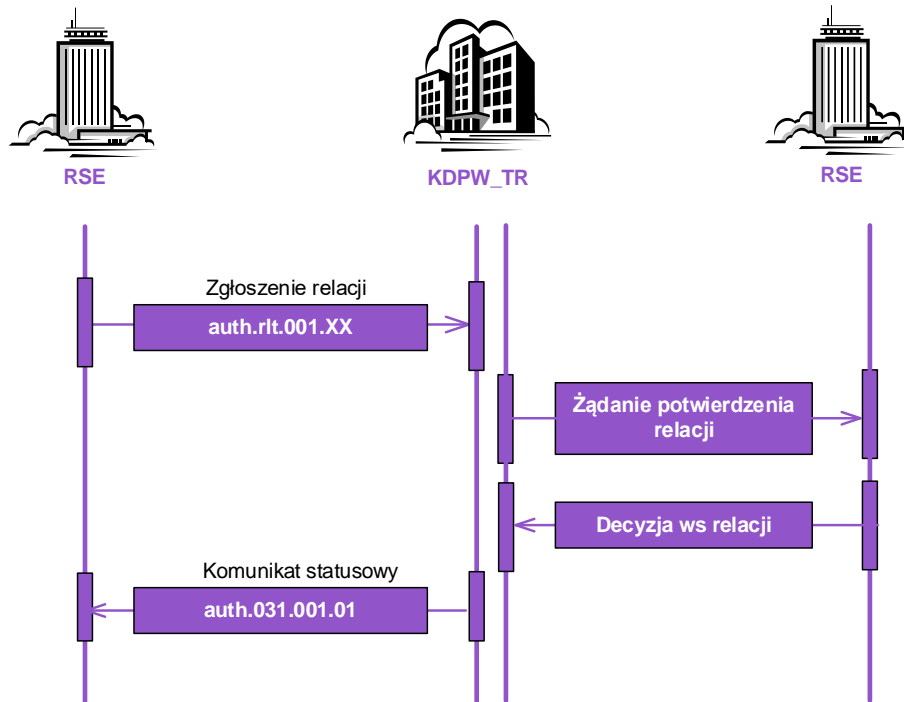 RSE
KDPW_TR
RSE
Zgłoszenie relacji
auth.rlt.001.XX
Żądanie potwierdzenia
relacji
Decyzja ws relacji
Komunikat statusowy
auth.031.001.01